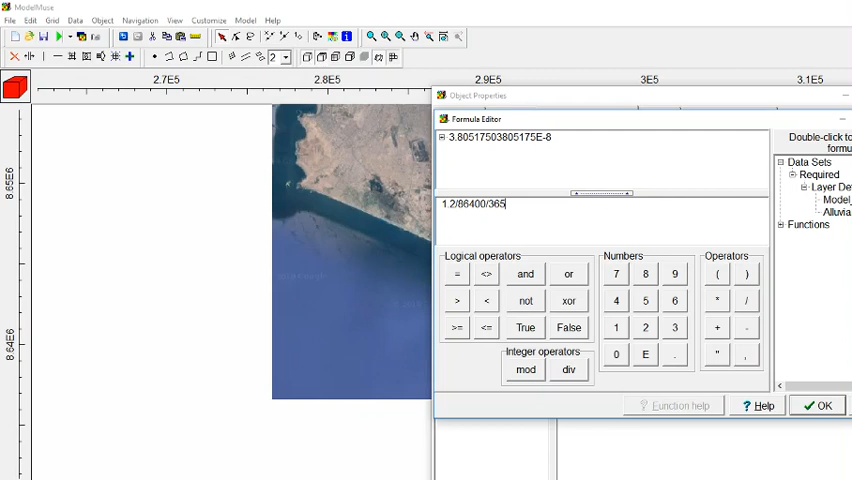 ModelMuse
File Edit Grid Data Object Navigation View Customize Model Help
2
2.7E5 2.8E5 2.9E5 3E5 3.1E5
8.65E6
8.64E6
Object Properties
Formula Editor
3.80517503805175E-8
1.2/86400/365
Double-click to
formu
Data Sets
Required
Layer De
Model_
Alluvia
Functions
Logical operators
= <> and or
> < not xor
>= <= True False
Integer operators
mod div
Numbers
7 8 9
4 5 6
1 2 3
0 E .
Operators
( )
* /
+ -
" ,
? Function help
? Help
OK